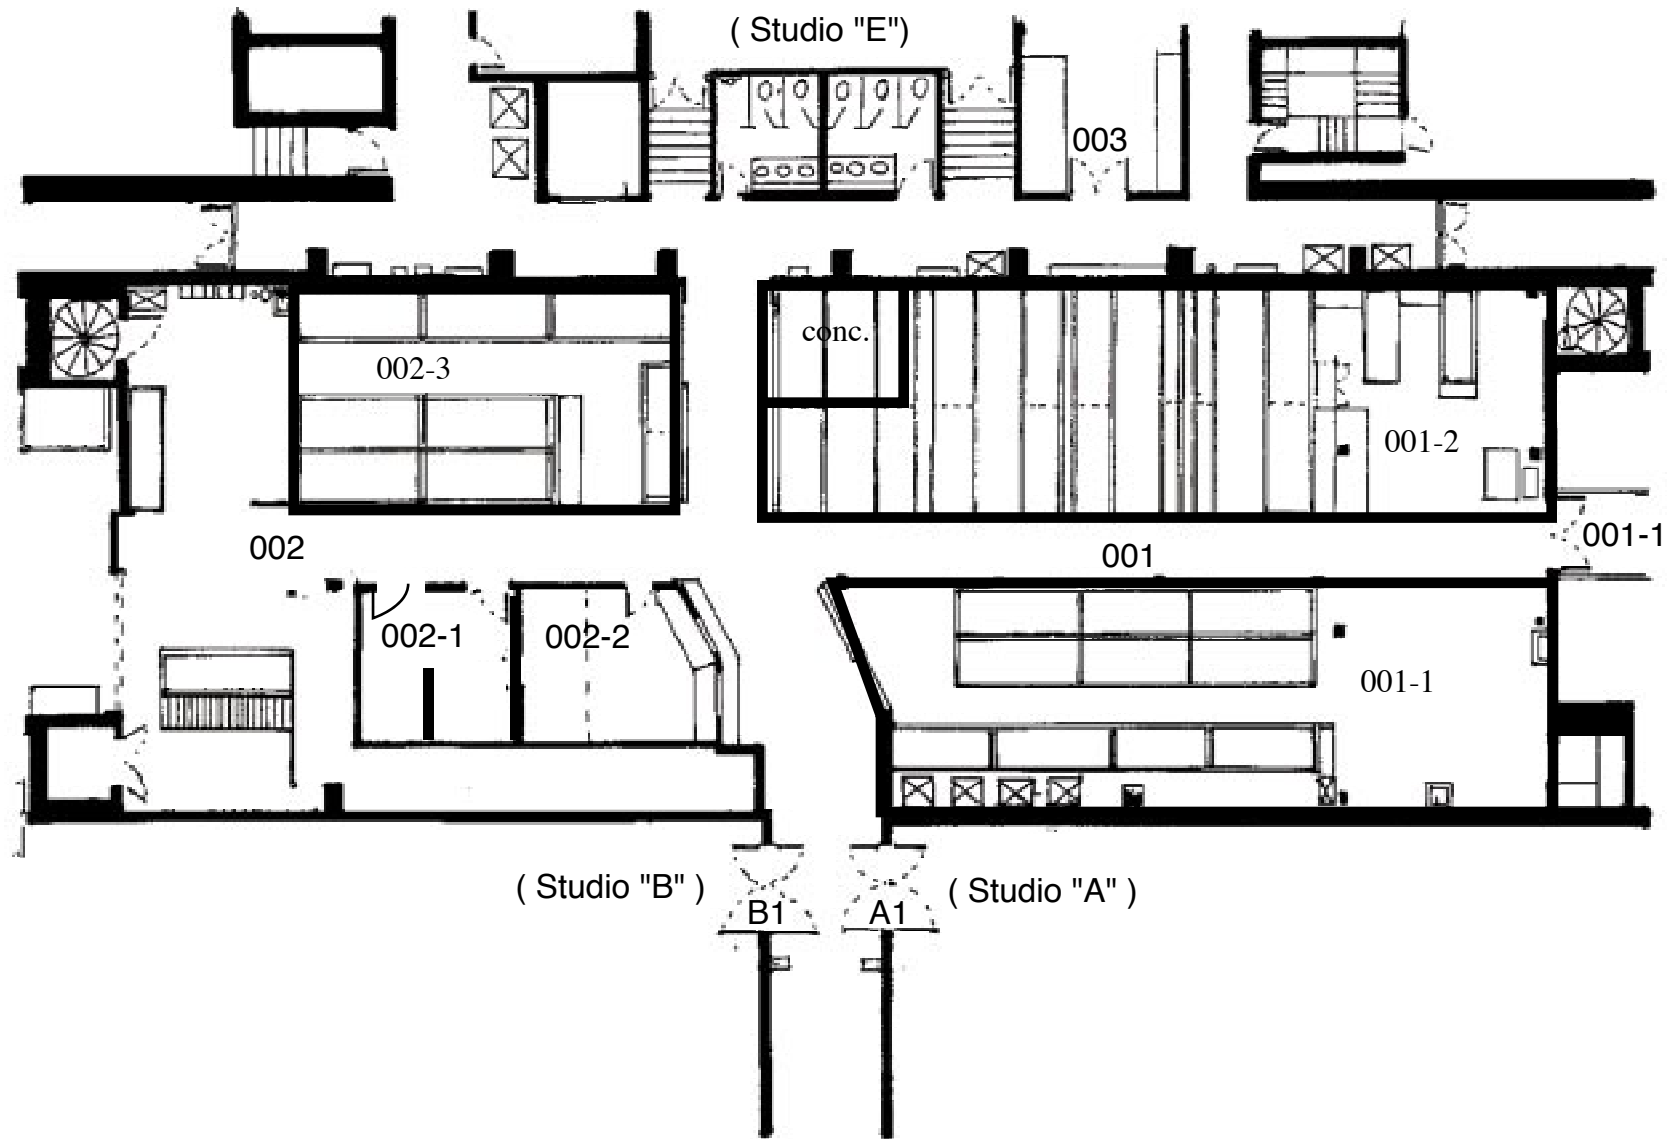 ( Studio "E")
003
conc.
002-3
001-2
002
001
001-1
002-1
002-2
001-1
( Studio "B" )
( Studio "A" )
B1
A1